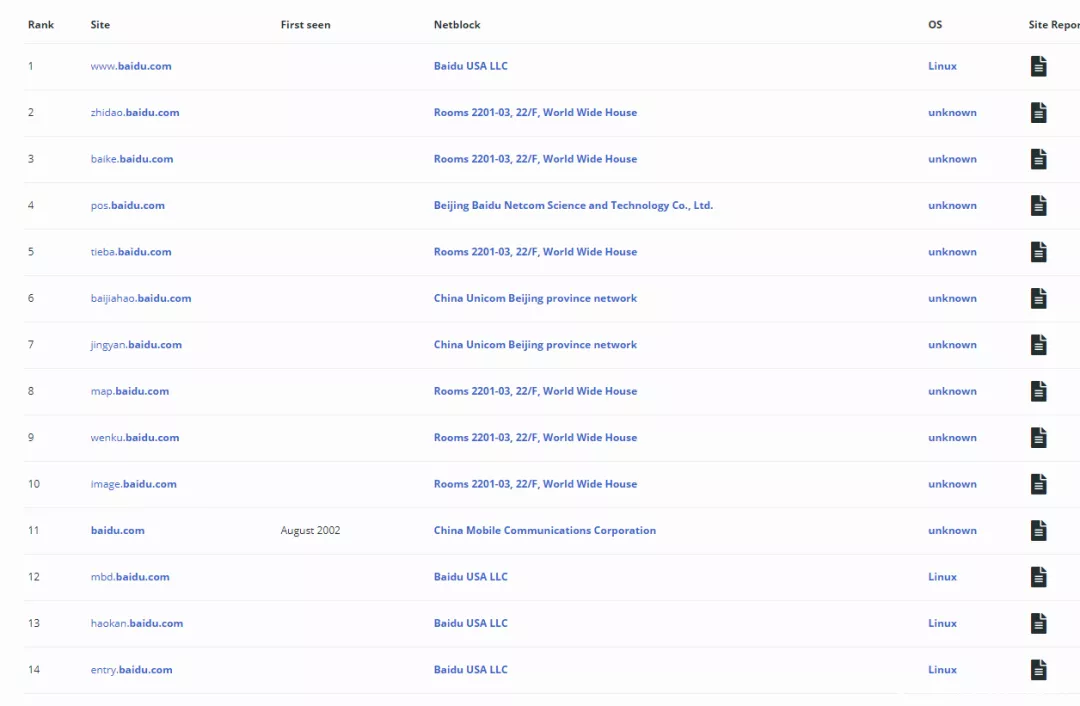 Rank Site First seen Netblock OS Site Repor
1 www.baidu.com Baidu USA LLC Linux
2 zhidao.baidu.com Rooms 2201-03, 22/F, World Wide House unknown
3 baike.baidu.com Rooms 2201-03, 22/F, World Wide House unknown
4 pos.baidu.com Beijing Baidu Netcom Science and Technology Co., Ltd. unknown
5 tieba.baidu.com Rooms 2201-03, 22/F, World Wide House unknown
6 baijiahao.baidu.com China Unicom Beijing province network unknown
7 jingyan.baidu.com China Unicom Beijing province network unknown
8 map.baidu.com Rooms 2201-03, 22/F, World Wide House unknown
9 wenku.baidu.com Rooms 2201-03, 22/F, World Wide House unknown
10 image.baidu.com Rooms 2201-03, 22/F, World Wide House unknown
11 baidu.com August 2002 China Mobile Communications Corporation unknown
12 mbd.baidu.com Baidu USA LLC Linux
13 haokan.baidu.com Baidu USA LLC Linux
14 entry.baidu.com Baidu USA LLC Linux